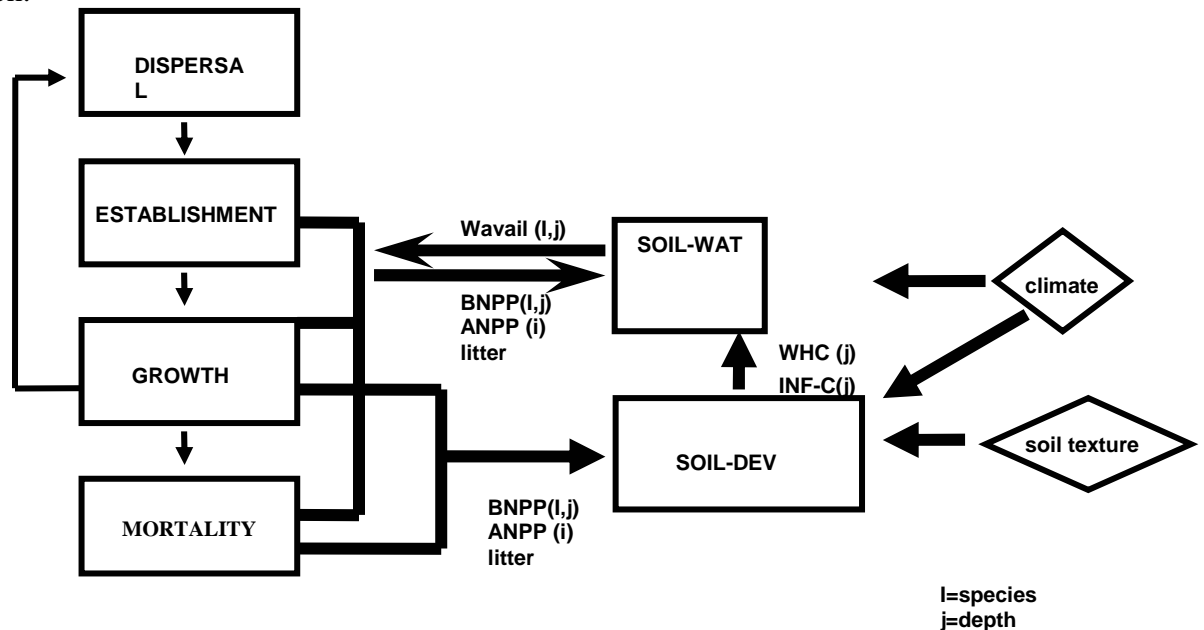 DISPERSA
L
ESTABLISHMENT
GROWTH
MORTALITY
Wavail (I,j)
BNPP(I,j)
ANPP (i)
litter
SOIL-WAT
climate
WHC (j)
INF-C(j)
SOIL-DEV
soil texture
BNPP(I,j)
ANPP (i)
litter
I=species
j=depth